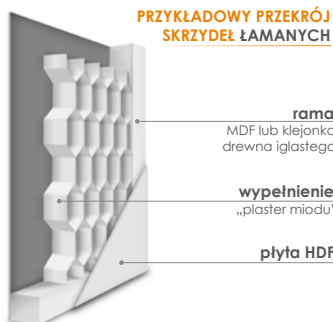 PRZYKŁADOWY PRZEKRÓJ
SKRZYDEŁ ŁAMANYCH
rama
MDF lub klejonka
drewna iglastego
wypełnienie
„plaster miodu”
płyta HDF